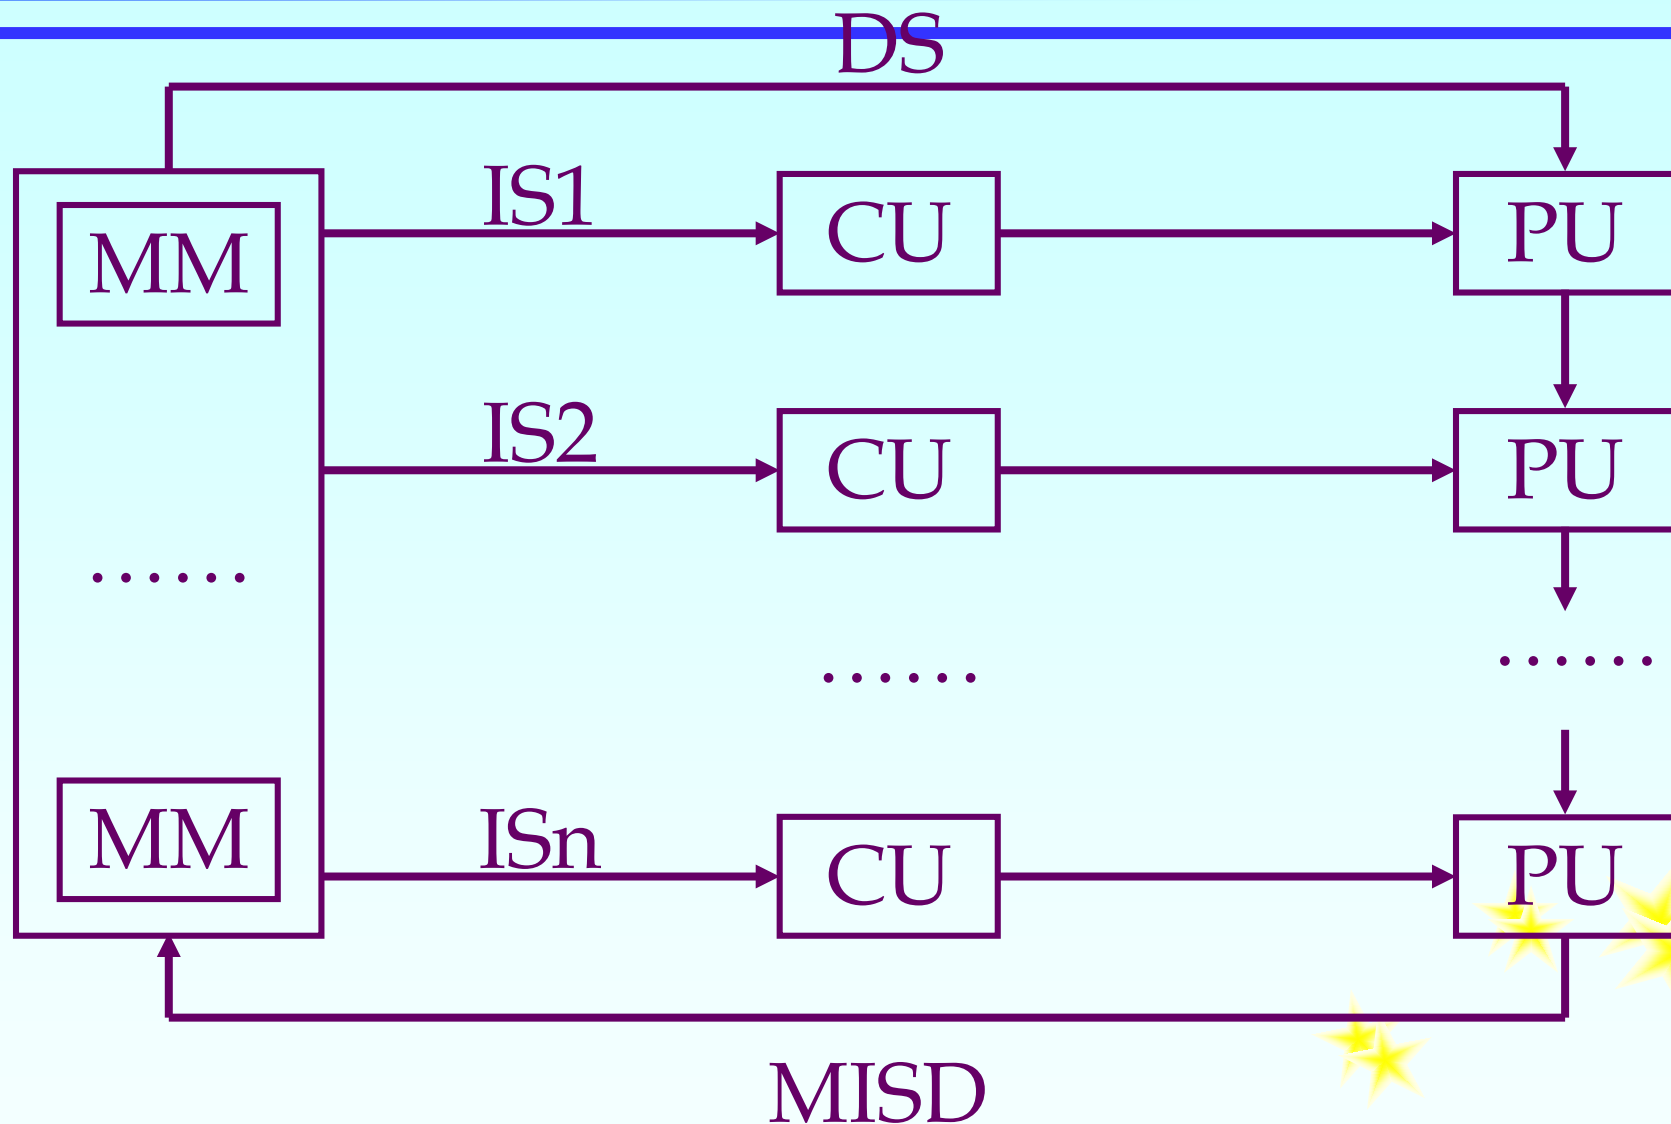 DS
IS1
MM CU PU
IS2
CU PU
......
......
......
ISn
MM CU PU
MISD